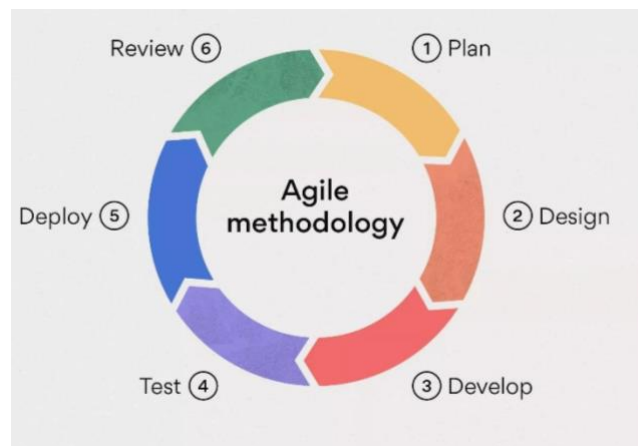 Agile
methodology
1 Plan
2 Design
3 Develop
Test 4
Deploy 5
Review 6